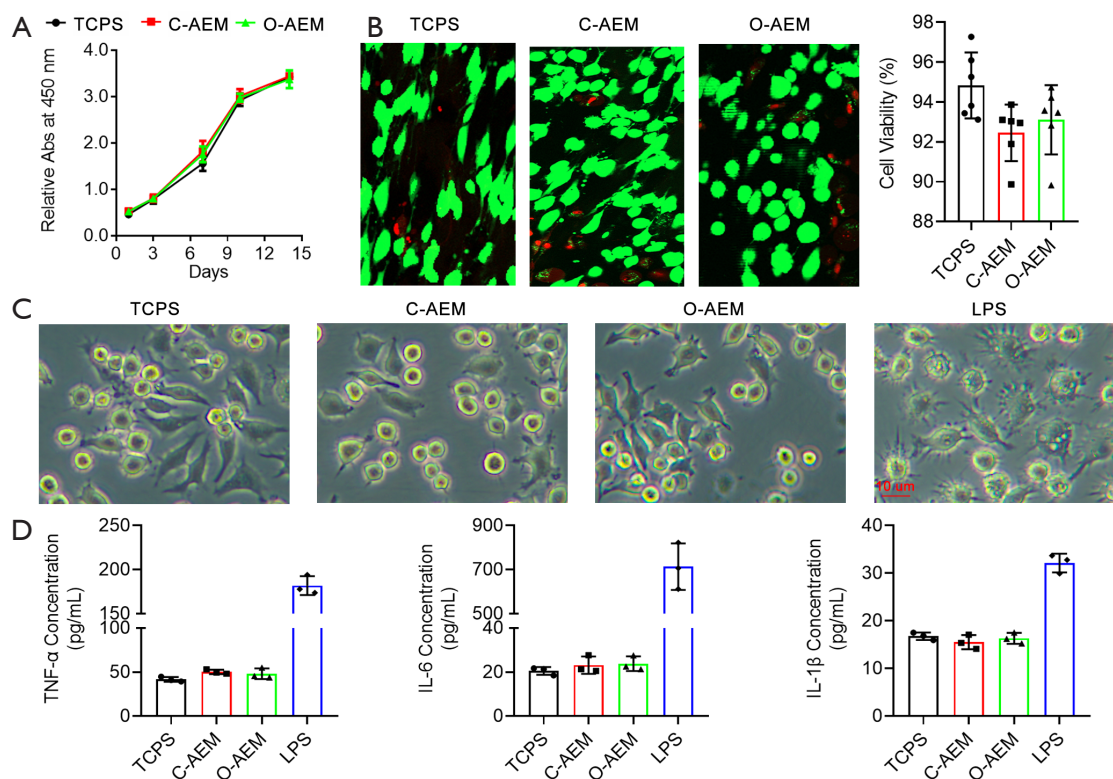 A
TCPS C-AEM O-AEM
Relative Abs at 450 nm
4.0
3.0
2.0
1.0
0.0
0 3 6 9 12 15
Days
B
TCPS C-AEM O-AEM
Cell Viability (%)
98
96
94
92
90
88
TCPS C-AEM O-AEM
C
TCPS C-AEM O-AEM LPS
10 um
D
TNF-α Concentration
(pg/mL)
250
200
150
100
50
0
TCPS C-AEM O-AEM LPS
IL-6 Concentration
(pg/mL)
900
700
500
40
20
0
TCPS C-AEM O-AEM LPS
IL-1β Concentration
(pg/mL)
40
30
20
10
0
TCPS C-AEM O-AEM LPS